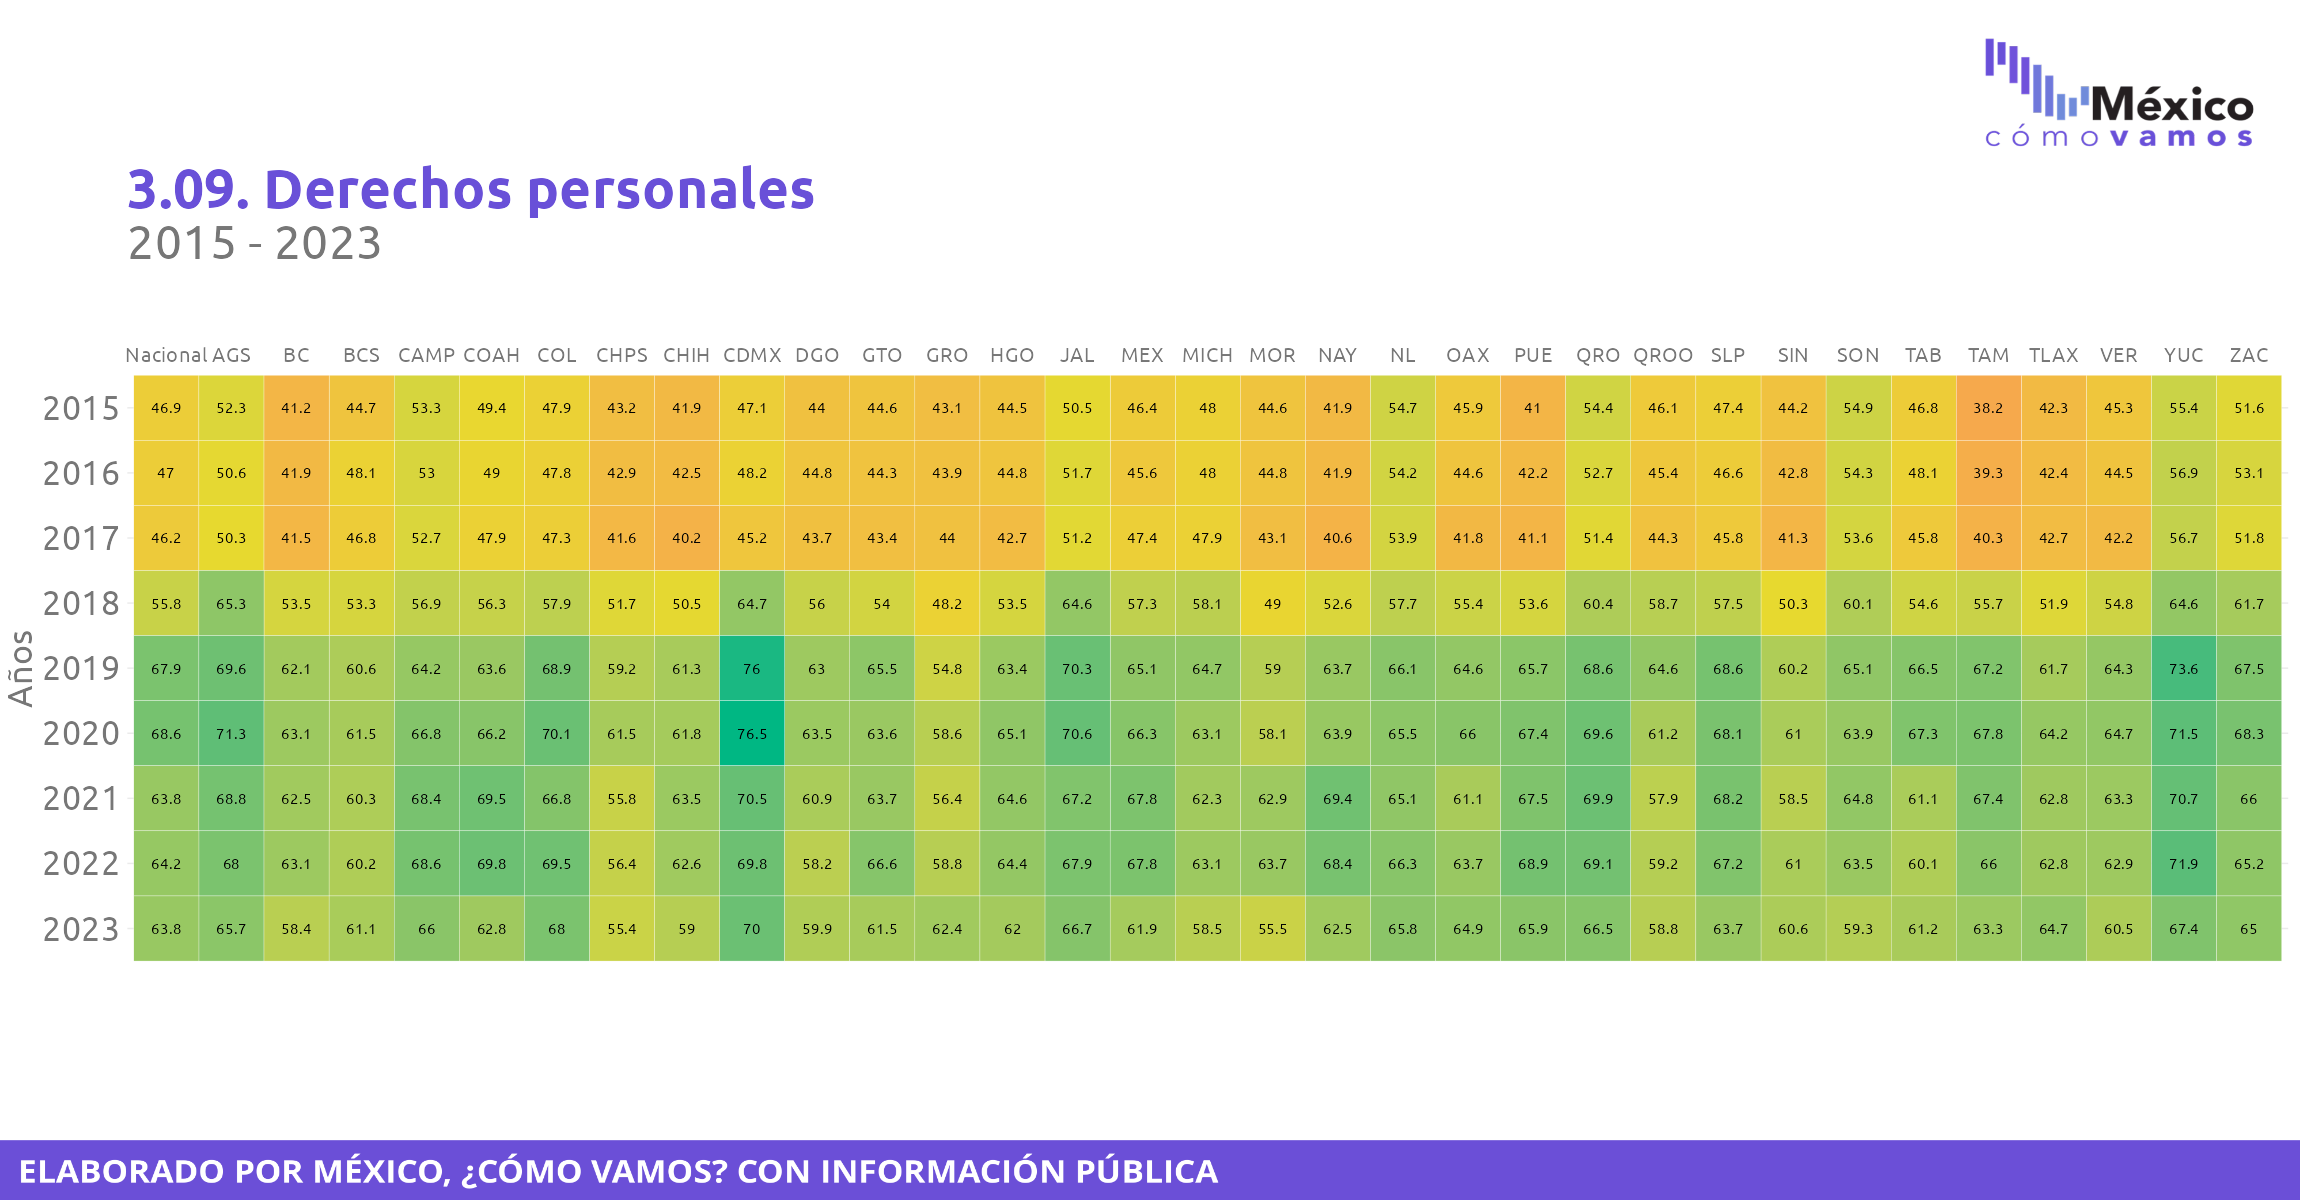 México
cómovamos
3.09. Derechos personales
2015 - 2023
Nacional AGS BC BCS CAMP COAH COL CHPS CHIH CDMX DGO GTO GRO HGO JAL MEX MICH MOR NAY NL OAX PUE QRO QROO SLP SIN SON TAB TAM TLAX VER YUC ZAC
2015 46.9 52.3 41.2 44.7 53.3 49.4 47.9 43.2 41.9 47.1 44 44.6 43.1 44.5 50.5 46.4 48 44.6 41.9 54.7 45.9 41 54.4 46.1 47.4 44.2 54.9 46.8 38.2 42.3 45.3 55.4 51.6
2016 47 50.6 41.9 48.1 53 49 47.8 42.9 42.5 48.2 44.8 44.3 43.9 44.8 51.7 45.6 48 44.8 41.9 54.2 44.6 42.2 52.7 45.4 46.6 42.8 54.3 48.1 39.3 42.4 44.5 56.9 53.1
2017 46.2 50.3 41.5 46.8 52.7 47.9 47.3 41.6 40.2 45.2 43.7 43.4 44 42.7 51.2 47.4 47.9 43.1 40.6 53.9 41.8 41.1 51.4 44.3 45.8 41.3 53.6 45.8 40.3 42.7 42.2 56.7 51.8
2018 55.8 65.3 53.5 53.3 56.9 56.3 57.9 51.7 50.5 64.7 56 54 48.2 53.5 64.6 57.3 58.1 49 52.6 57.7 55.4 53.6 60.4 58.7 57.5 50.3 60.1 54.6 55.7 51.9 54.8 64.6 61.7
Años
2019 67.9 69.6 62.1 60.6 64.2 63.6 68.9 59.2 61.3 76 63 65.5 54.8 63.4 70.3 65.1 64.7 59 63.7 66.1 64.6 65.7 68.6 64.6 68.6 60.2 65.1 66.5 67.2 61.7 64.3 73.6 67.5
2020 68.6 71.3 63.1 61.5 66.8 66.2 70.1 61.5 61.8 76.5 63.5 63.6 58.6 65.1 70.6 66.3 63.1 58.1 63.9 65.5 66 67.4 69.6 61.2 68.1 61 63.9 67.3 67.8 64.2 64.7 71.5 68.3
2021 63.8 68.8 62.5 60.3 68.4 69.5 66.8 55.8 63.5 70.5 60.9 63.7 56.4 64.6 67.2 67.8 62.3 62.9 69.4 65.1 61.1 67.5 69.9 57.9 68.2 58.5 64.8 61.1 67.4 62.8 63.3 70.7 66
2022 64.2 68 63.1 60.2 68.6 69.8 69.5 56.4 62.6 69.8 58.2 66.6 58.8 64.4 67.9 67.8 63.1 63.7 68.4 66.3 63.7 68.9 69.1 59.2 67.2 61 63.5 60.1 66 62.8 62.9 71.9 65.2
2023 63.8 65.7 58.4 61.1 66 62.8 68 55.4 59 70 59.9 61.5 62.4 62 66.7 61.9 58.5 55.5 62.5 65.8 64.9 65.9 66.5 58.8 63.7 60.6 59.3 61.2 63.3 64.7 60.5 67.4 65
ELABORADO POR MÉXICO, ¿CÓMO VAMOS? CON INFORMACIÓN PÚBLICA